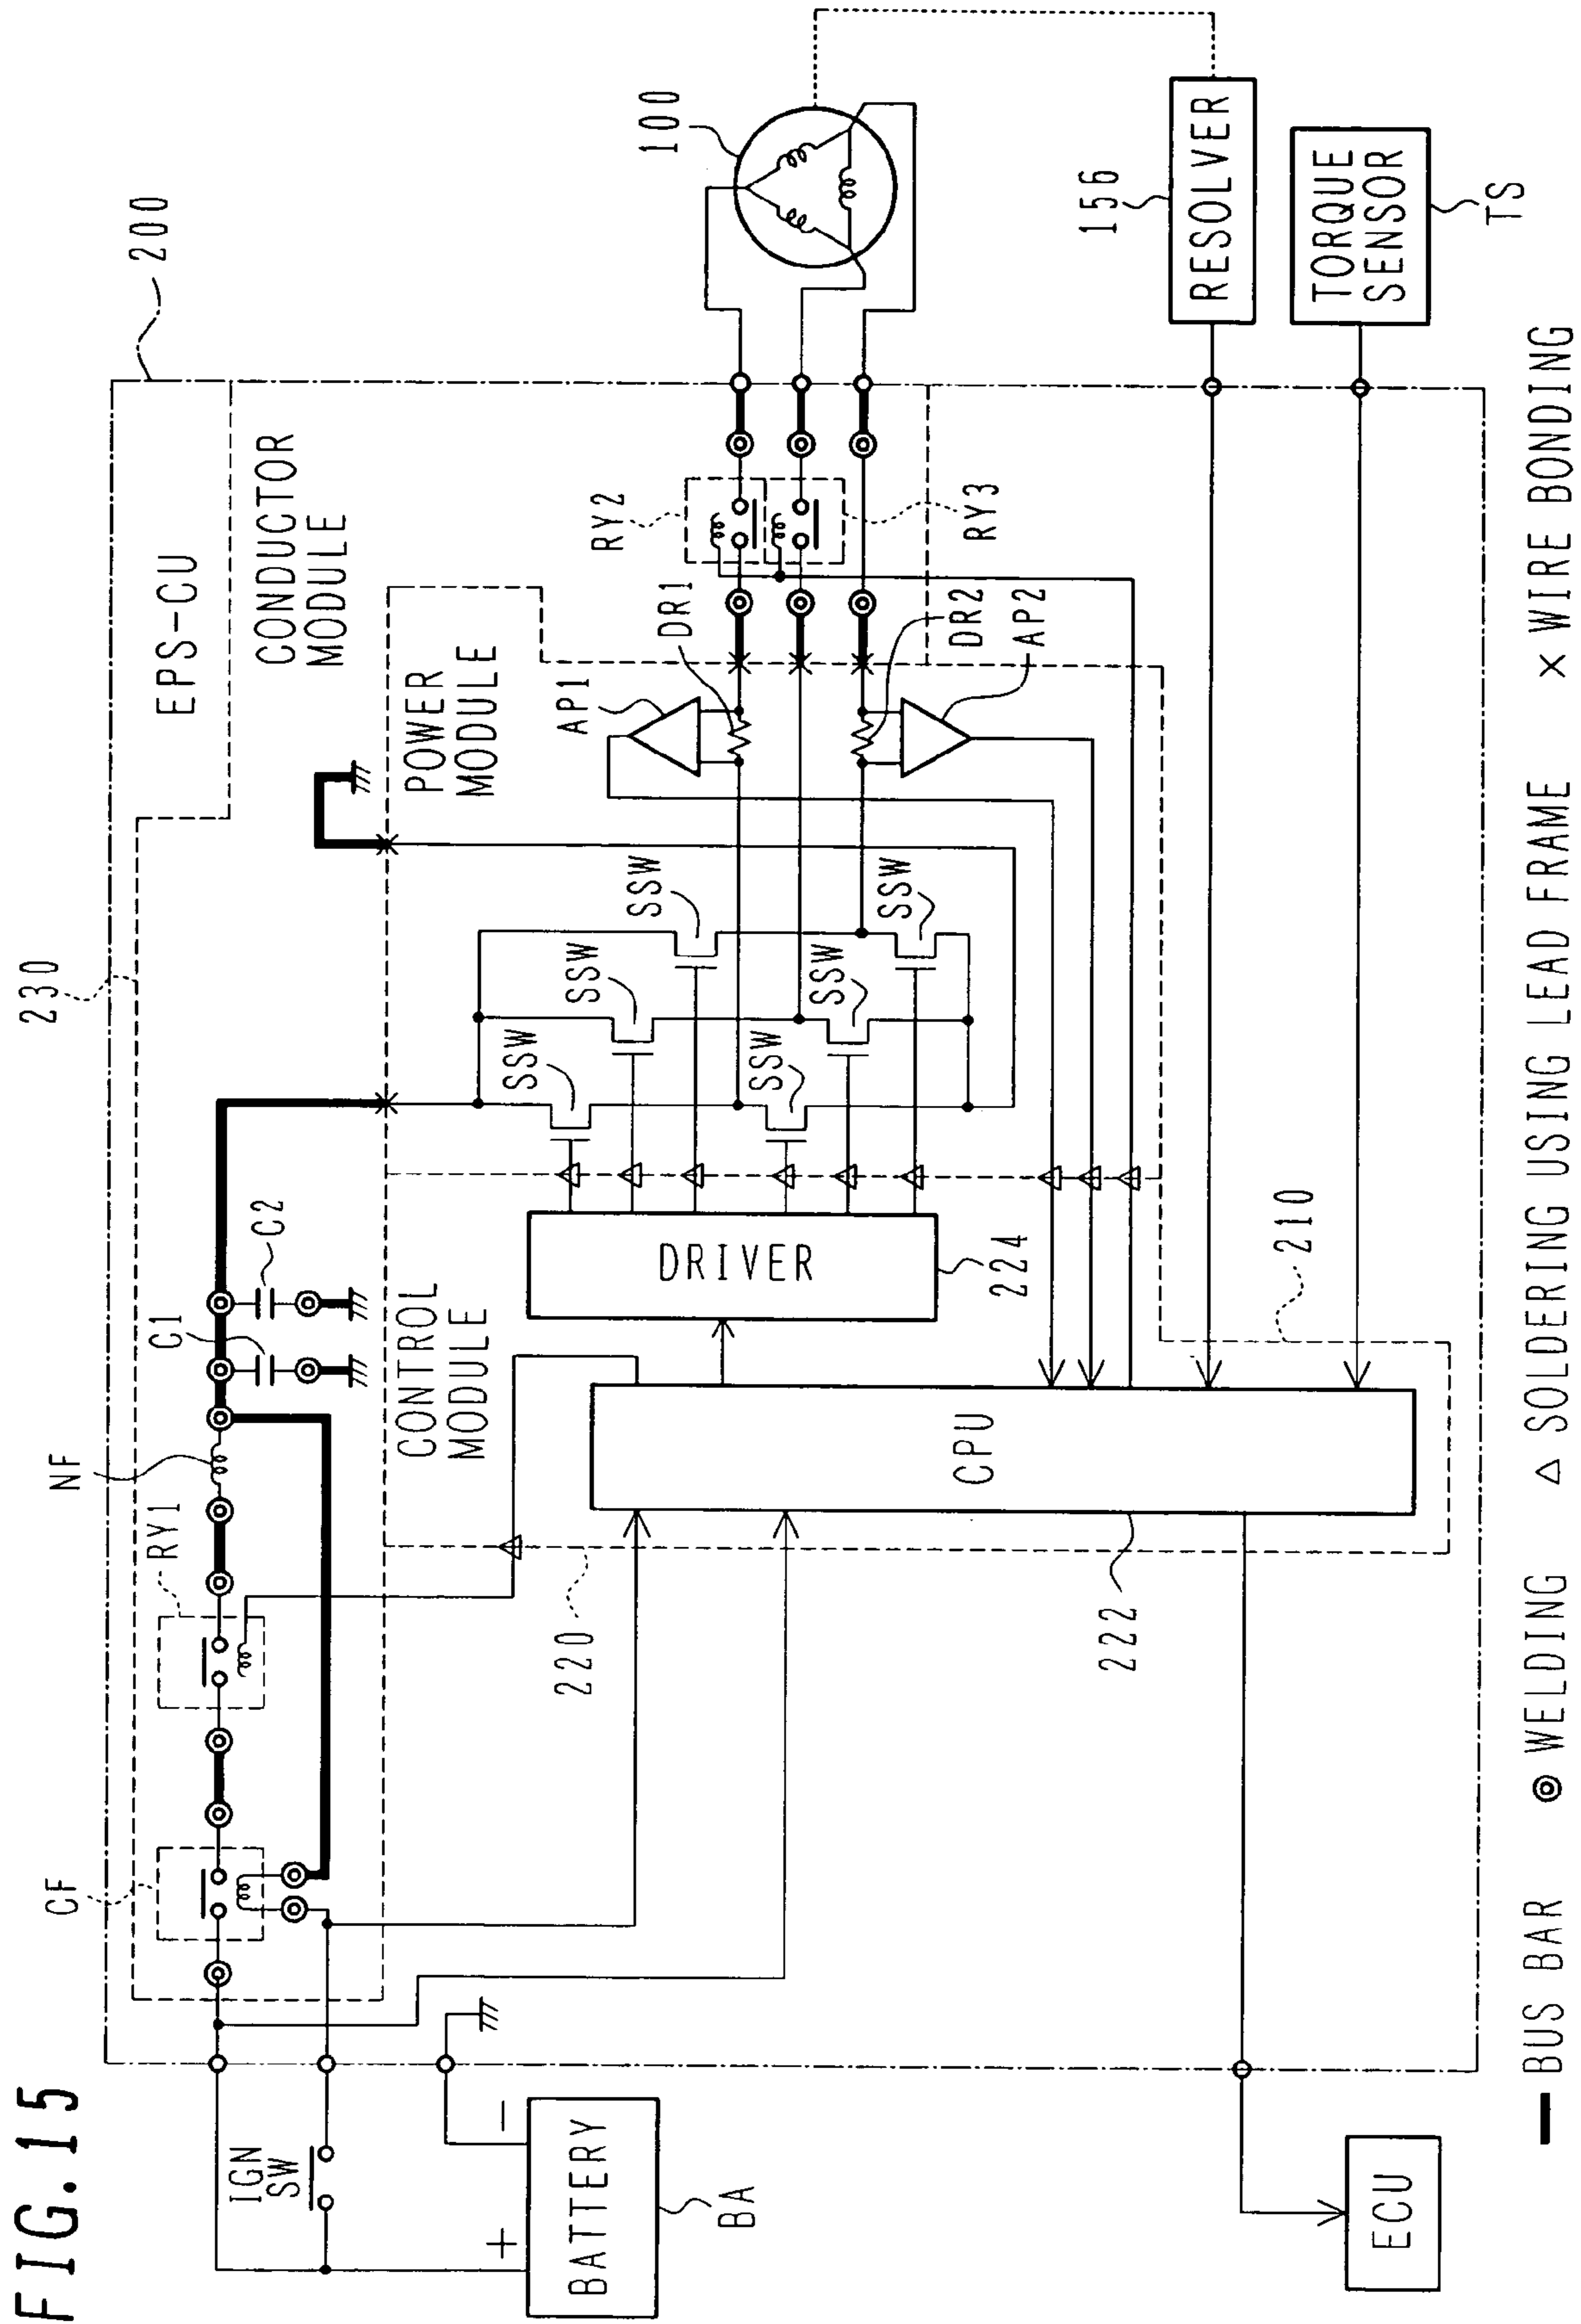 FIG.15
230
200
EPS-CU
CONDUCTOR
MODULE
CF
RY1
NF
C1
C2
IGN
SW
BATTERY
+
−
BA
CONTROL
MODULE
POWER
MODULE
220
222
CPU
DRIVER
224
210
SSW
SSW
SSW
SSW
SSW
SSW
AP1
DR1
DR2
AP2
RY2
RY3
100
156
RESOLVER
TORQUE
SENSOR
TS
ECU
BUS BAR
WELDING
SOLDERING USING LEAD FRAME
WIRE BONDING